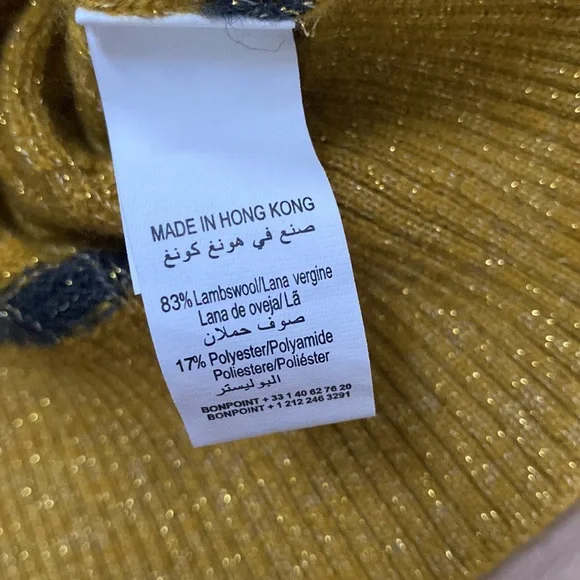 MADE IN HONG KONG
صنع في هونغ كونغ
83% Lambswool/Lana vergine
Lana de oveja/Lã
صوف حملان
17% Polyester/Polyamide
Poliestere/Poliéster
البوليستر
BONPOINT + 33 1 40 62 76 20
BONPOINT + 1 212 246 3291